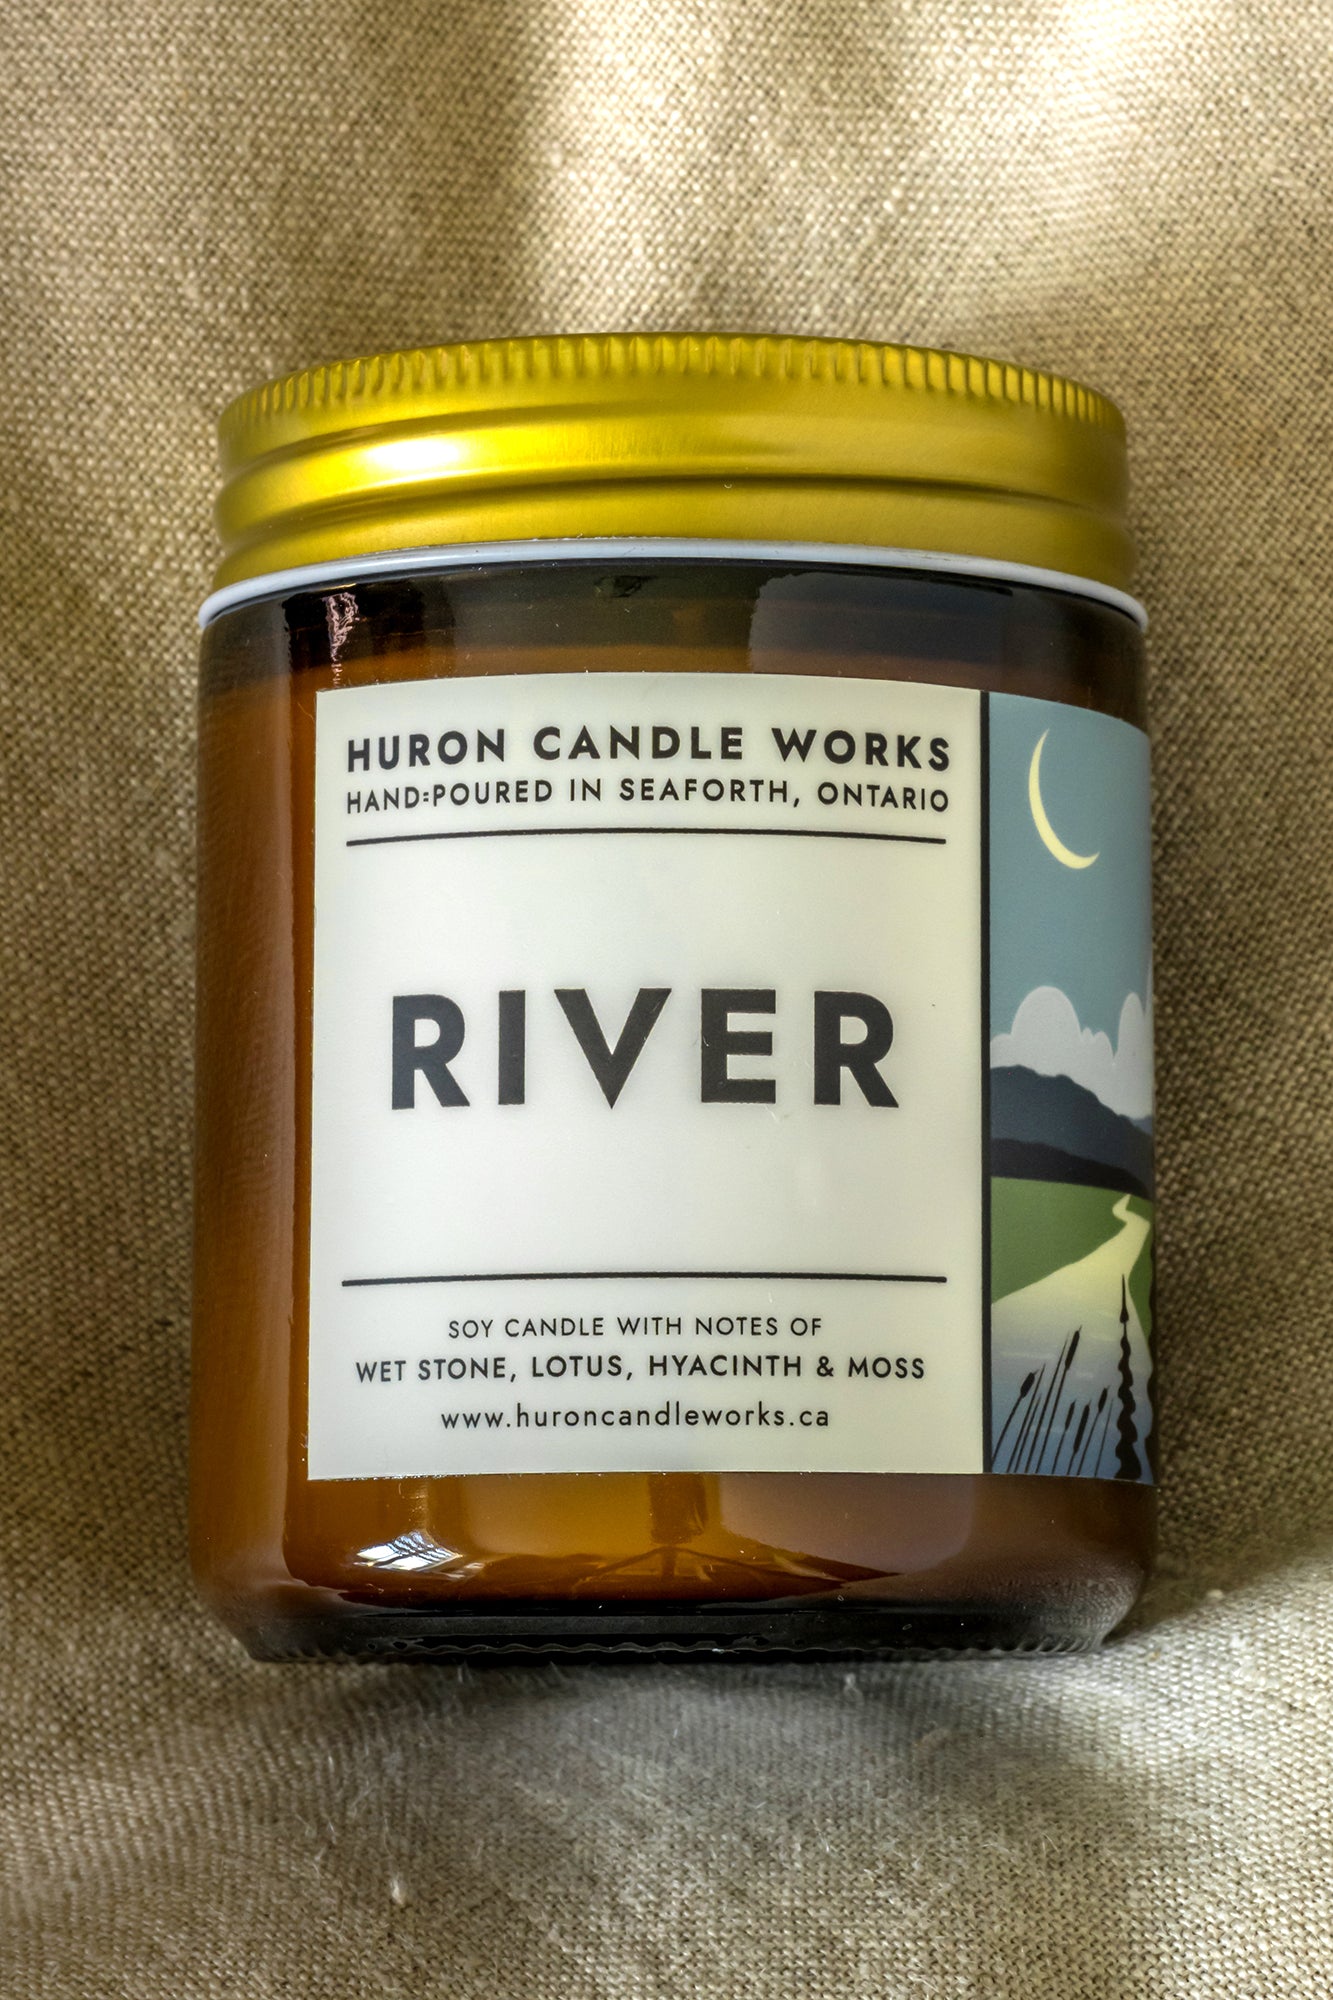 HURON CANDLE WORKS
HAND-POURED IN SEAFORTH, ONTARIO
RIVER
SOY CANDLE WITH NOTES OF
WET STONE, LOTUS, HYACINTH & MOSS
www.huroncandleworks.ca